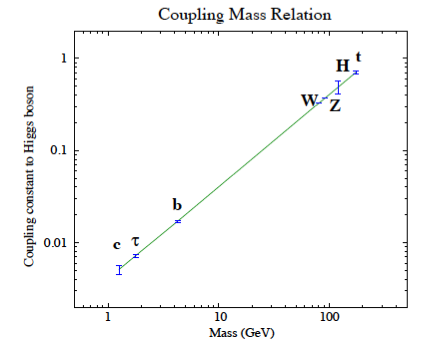 Coupling Mass Relation
Coupling constant to Higgs boson
1
0.1
0.01
H t
W Z
b
c τ
1 10 100
Mass (GeV)